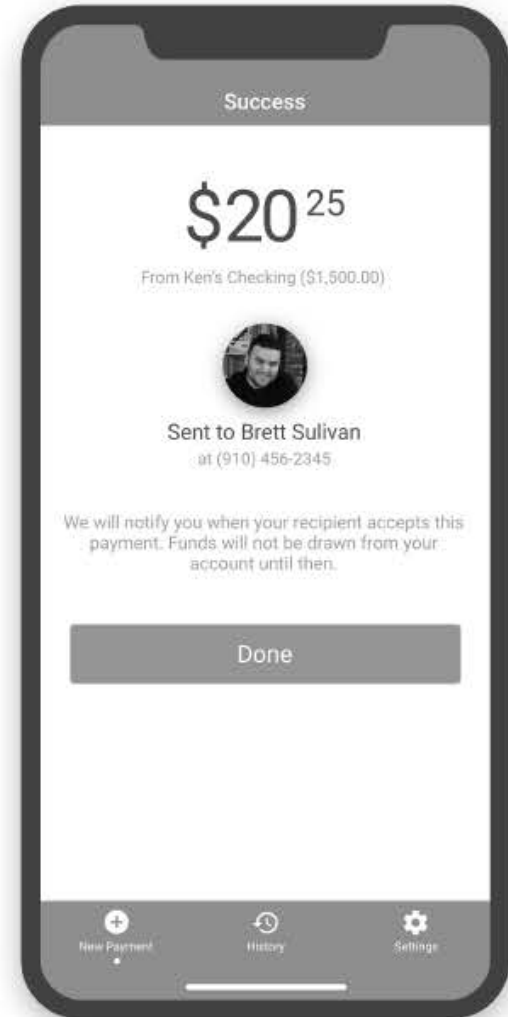 Success
$20 25
From Ken's Checking ($1,500.00)
Sent to Brett Sulivan
at (910) 456-2345
We will notify you when your recipient accepts this
payment. Funds will not be drawn from your
account until then.
Done
New Payment History Settings